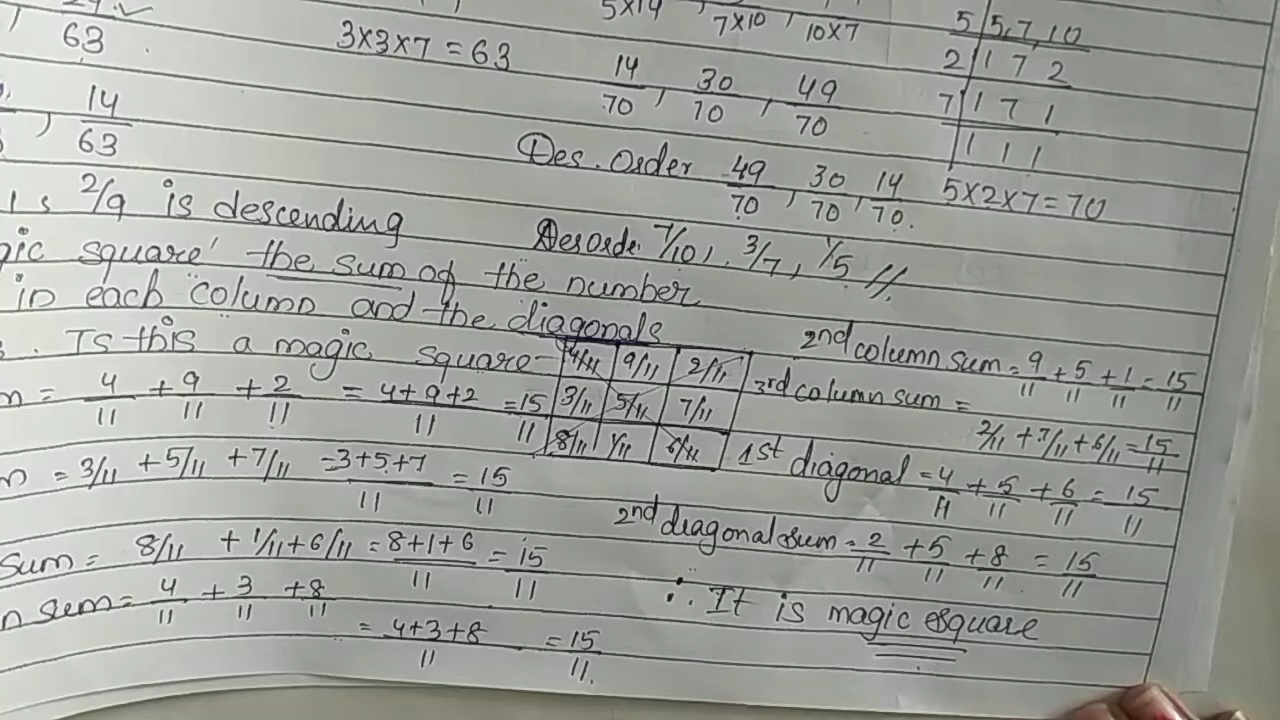 63
3×3×7 = 63
5×14, 7×10, 10×7
14/70, 30/70, 49/70
5 | 5, 7, 10
2 | 1 7 2
7 | 1 7 1
1 1 1
5×2×7=70
, 14/63
Des. Order 49/70, 30/70, 14/70.
is 2/9 is descending
Desorde. 7/10, 3/7, 1/5 //.
gic square' the sum of the number
in each column and the diagonals
. Is this a magic square-
4/11 9/11 2/11
3/11 5/11 7/11
8/11 1/11 6/11
= 4/11 + 9/11 + 2/11 = 4+9+2/11 = 15/11
= 3/11 + 5/11 + 7/11 = 3+5+7/11 = 15/11
Sum = 8/11 + 1/11 + 6/11 = 8+1+6/11 = 15/11
n sum = 4/11 + 3/11 + 8/11
= 4+3+8/11 = 15/11.
2nd column sum = 9/11 + 5/11 + 1/11 = 15/11
3rd column sum =
2/11 + 7/11 + 6/11 = 15/11
1st diagonal = 4/11 + 5/11 + 6/11 = 15/11
2nd diagonal sum = 2/11 + 5/11 + 8/11 = 15/11
∴ It is magic esquare